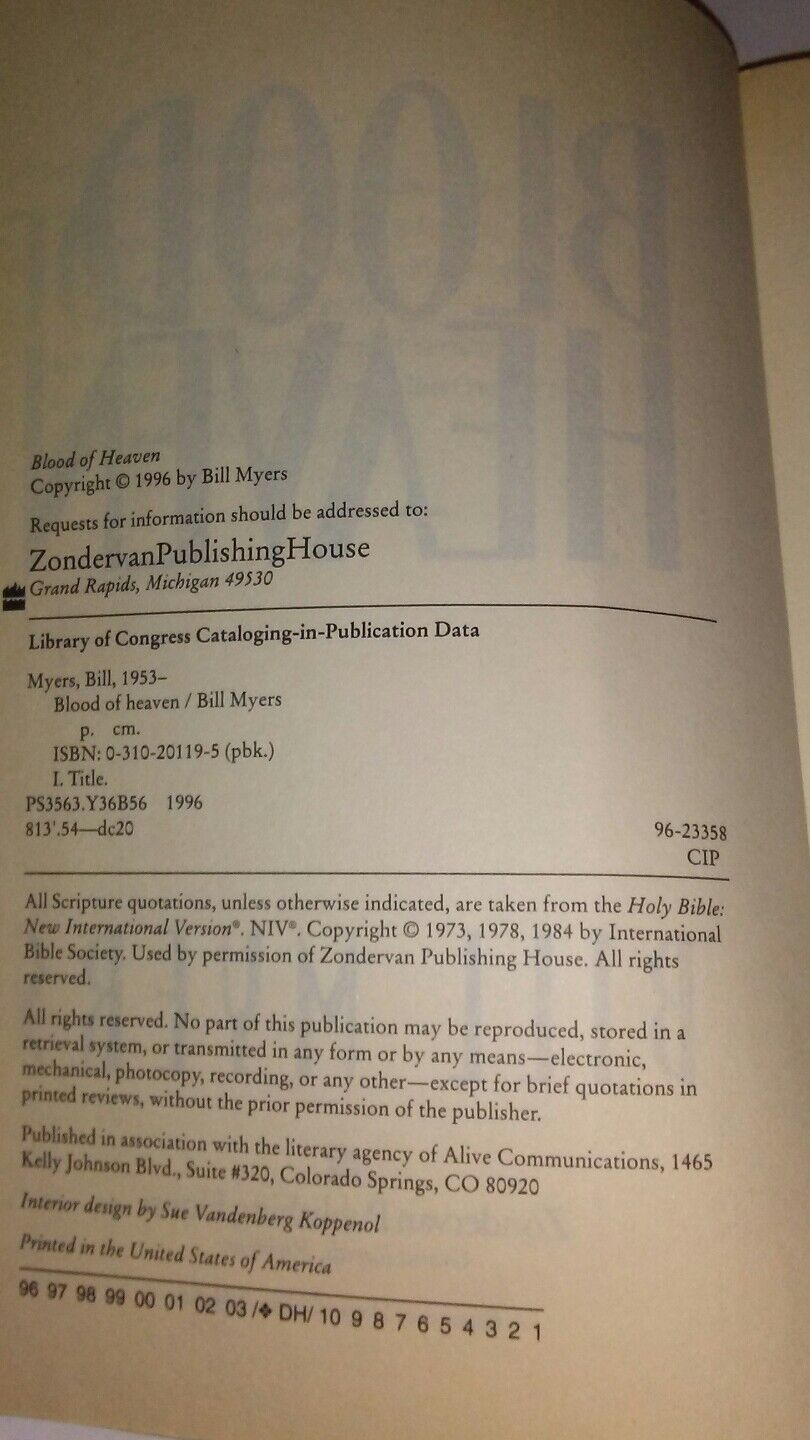 Blood of Heaven
Copyright © 1996 by Bill Myers
Requests for information should be addressed to:
ZondervanPublishingHouse
Grand Rapids, Michigan 49530
Library of Congress Cataloging-in-Publication Data
Myers, Bill, 1953–
Blood of heaven / Bill Myers
p. cm.
ISBN: 0-310-20119-5 (pbk.)
I. Title.
PS3563.Y36B56 1996
813'.54—dc20
96-23358
CIP
All Scripture quotations, unless otherwise indicated, are taken from the Holy Bible:
New International Version®. NIV®. Copyright © 1973, 1978, 1984 by International
Bible Society. Used by permission of Zondervan Publishing House. All rights
reserved.
All rights reserved. No part of this publication may be reproduced, stored in a
retrieval system, or transmitted in any form or by any means—electronic,
mechanical, photocopy, recording, or any other—except for brief quotations in
printed reviews, without the prior permission of the publisher.
Published in association with the literary agency of Alive Communications, 1465
Kelly Johnson Blvd., Suite #320, Colorado Springs, CO 80920
Interior design by Sue Vandenberg Koppenol
Printed in the United States of America
96 97 98 99 00 01 02 03 /❖ DH/ 10 9 8 7 6 5 4 3 2 1